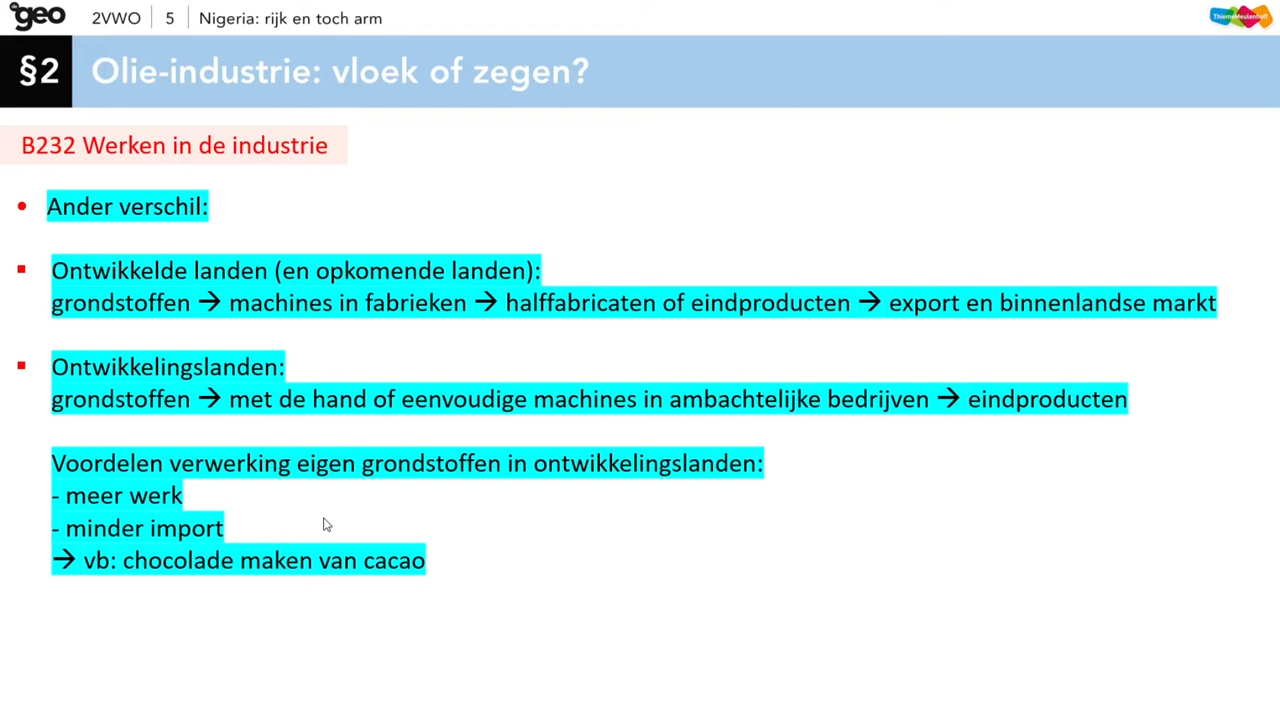 geo 2VWO 5 Nigeria: rijk en toch arm
ThiemeMeulenhoff
§2 Olie-industrie: vloek of zegen?
B232 Werken in de industrie
• Ander verschil:
▪ Ontwikkelde landen (en opkomende landen):
grondstoffen → machines in fabrieken → halffabricaten of eindproducten → export en binnenlandse markt
▪ Ontwikkelingslanden:
grondstoffen → met de hand of eenvoudige machines in ambachtelijke bedrijven → eindproducten
Voordelen verwerking eigen grondstoffen in ontwikkelingslanden:
- meer werk
- minder import
→ vb: chocolade maken van cacao